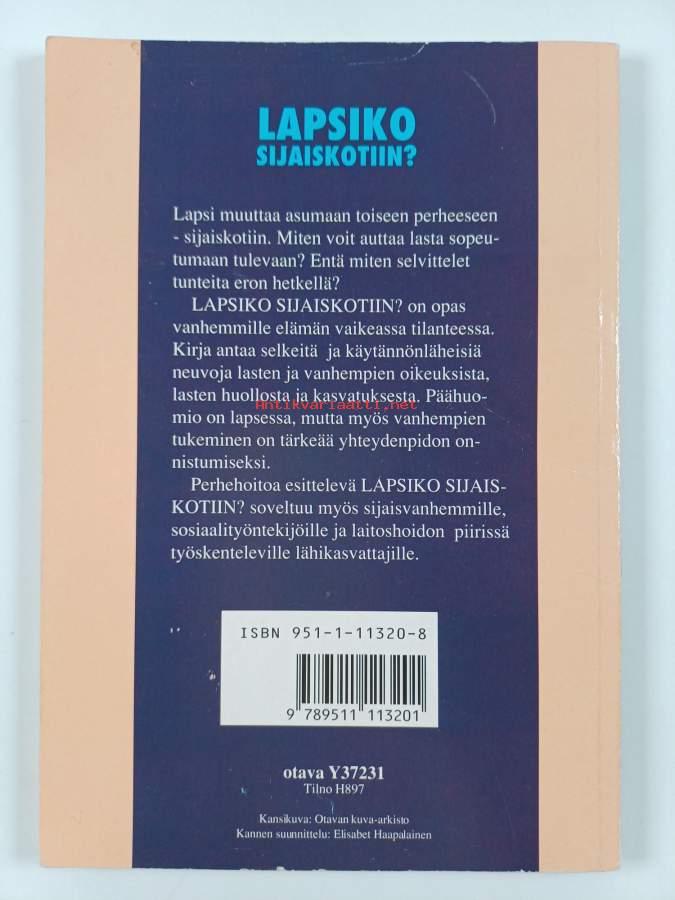 LAPSIKO
SIJAISKOTIIN?
Lapsi muuttaa asumaan toiseen perheeseen
- sijaiskotiin. Miten voit auttaa lasta sopeu-
tumaan tulevaan? Entä miten selvittelet
tunteita eron hetkellä?
LAPSIKO SIJAISKOTIIN? on opas
vanhemmille elämän vaikeassa tilanteessa.
Kirja antaa selkeitä ja käytännönläheisiä
neuvoja lasten ja vanhempien oikeuksista,
lasten huollosta ja kasvatuksesta. Päähuo-
Antikvariaatti.net
mio on lapsessa, mutta myös vanhempien
tukeminen on tärkeää yhteydenpidon on-
nistumiseksi.
Perhehoitoa esittelevä LAPSIKO SIJAIS-
KOTIIN? soveltuu myös sijaisvanhemmille,
sosiaalityöntekijöille ja laitoshoidon piirissä
työskenteleville lähikasvattajille.
ISBN 951-1-11320-8
9 789511 113201
otava Y37231
Tilno H897
Kansikuva: Otavan kuva-arkisto
Kannen suunnittelu: Elisabet Haapalainen